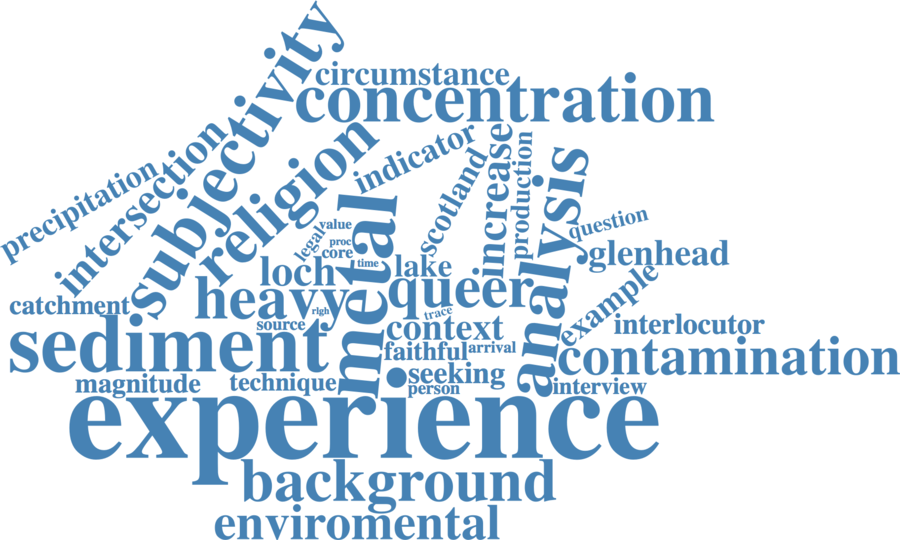 subjectivity
circumstance
concentration
precipitation
intersection
religion
indicator
scotland
increase
production
analysis
question
metal
legal
value
proc
core
time
loch
lake
glenhead
catchment
heavy
queer
example
righ
trace
source
context
interlocutor
sediment
faithful
arrival
contamination
magnitude
technique
seeking
person
interview
experience
background
enviromental